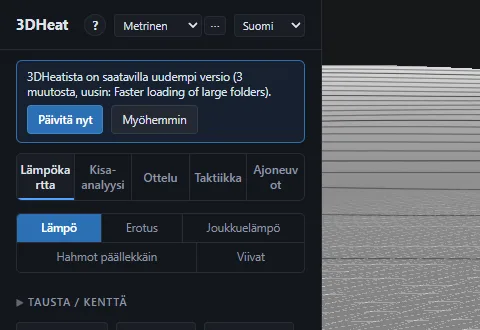 3DHeat ? Metrinen ... Suomi
3DHeatista on saatavilla uudempi versio (3
muutosta, uusin: Faster loading of large folders).
Päivitä nyt Myöhemmin
Lämpöka
rtta
Kisa-
analyysi
Ottelu
Taktiikka
Ajoneuv
ot
Lämpö Erotus Joukkuelämpö
Hahmot päällekkäin Viivat
▶ TAUSTA / KENTTÄ